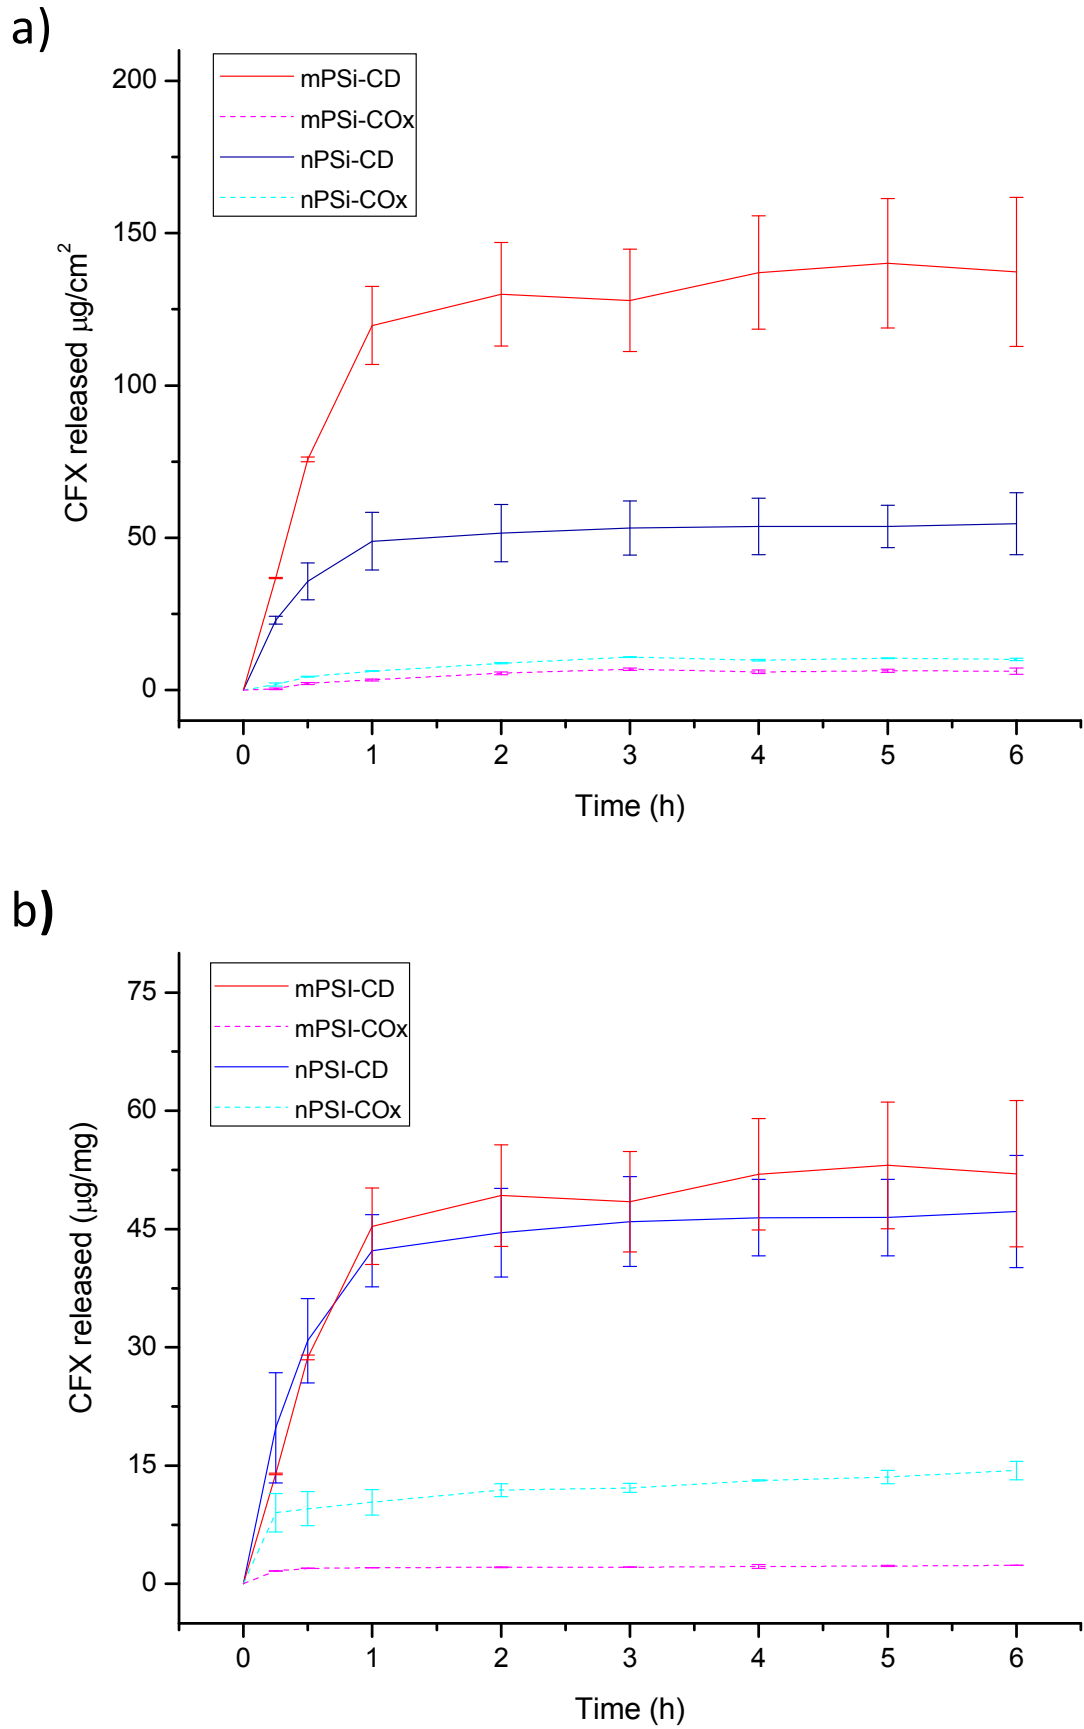 a)
mPSi-CD
mPSi-COx
nPSi-CD
nPSi-COx
200
150
100
50
0
CFX released μg/cm²
0 1 2 3 4 5 6
Time (h)
b)
mPSI-CD
mPSI-COx
nPSI-CD
nPSI-COx
75
60
45
30
15
0
CFX released (μg/mg)
0 1 2 3 4 5 6
Time (h)